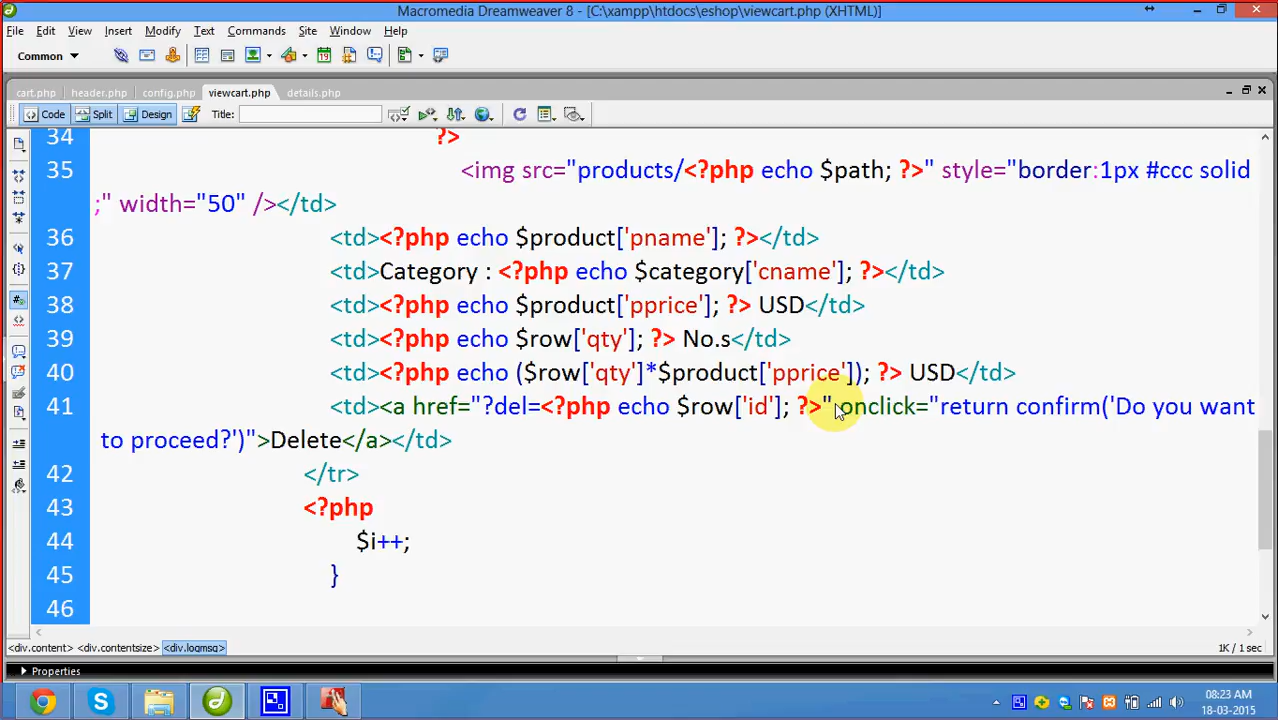 Macromedia Dreamweaver 8 - [C:\xampp\htdocs\eshop\viewcart.php (XHTML)]
File Edit View Insert Modify Text Commands Site Window Help
Common
cart.php header.php config.php viewcart.php details.php
Code Split Design Title:
34 ?>
35 <img src="products/<?php echo $path; ?>" style="border:1px #ccc solid
;" width="50" /></td>
36 <td><?php echo $product['pname']; ?></td>
37 <td>Category : <?php echo $category['cname']; ?></td>
38 <td><?php echo $product['pprice']; ?> USD</td>
39 <td><?php echo $row['qty']; ?> No.s</td>
40 <td><?php echo ($row['qty']*$product['pprice']); ?> USD</td>
41 <td><a href="?del=<?php echo $row['id']; ?>" onclick="return confirm('Do you want
to proceed?')">Delete</a></td>
42 </tr>
43 <?php
44 $i++;
45 }
46
<div.content> <div.contentsize> <div.logmsg> 1K / 1 sec
Properties
08:23 AM
18-03-2015